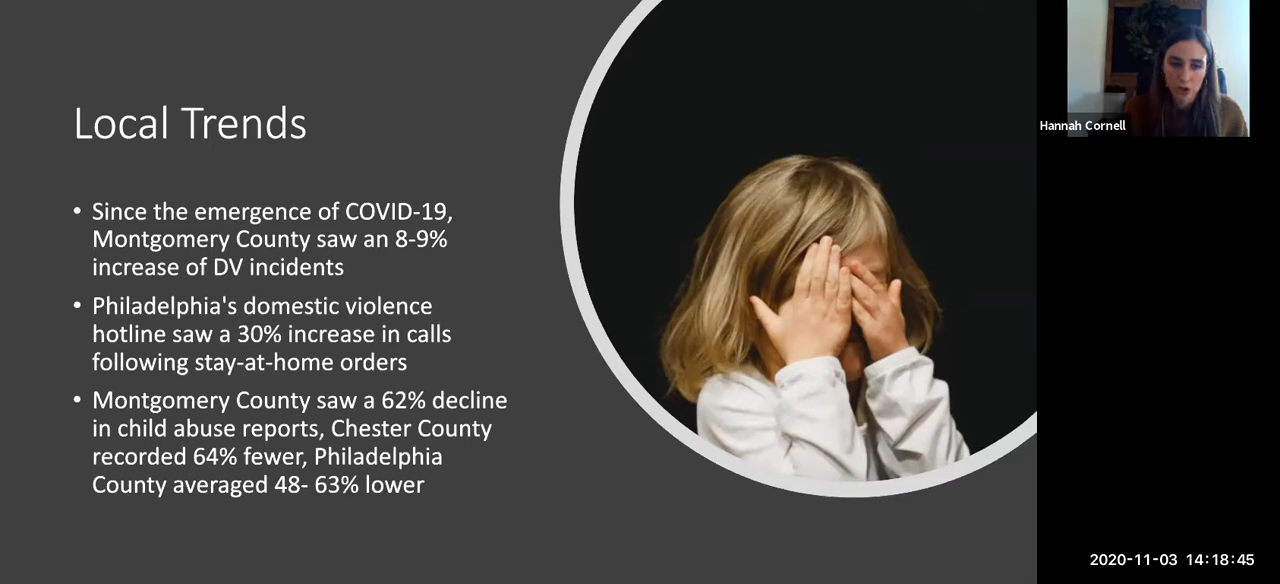 Local Trends
• Since the emergence of COVID-19,
Montgomery County saw an 8-9%
increase of DV incidents
• Philadelphia's domestic violence
hotline saw a 30% increase in calls
following stay-at-home orders
• Montgomery County saw a 62% decline
in child abuse reports, Chester County
recorded 64% fewer, Philadelphia
County averaged 48- 63% lower
Hannah Cornell
2020-11-03 14:18:45